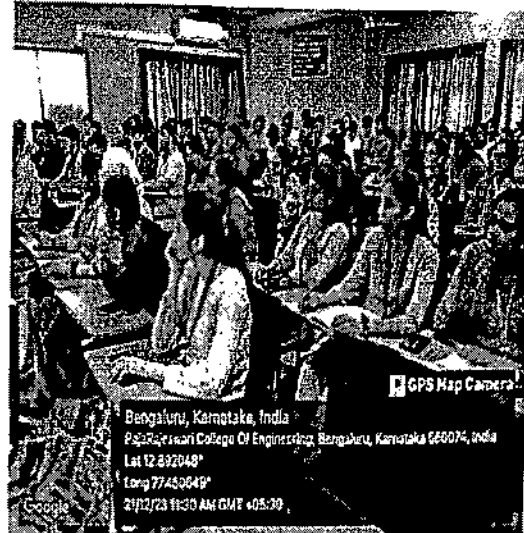 GPS Map Camera
Bengaluru, Karnataka, India
RajaRajeswari College Of Engineering, Bengaluru, Karnataka 560074, India
Lat 12.892048°
Long 77.450049°
21/12/23 11:30 AM GMT +05:30
Google